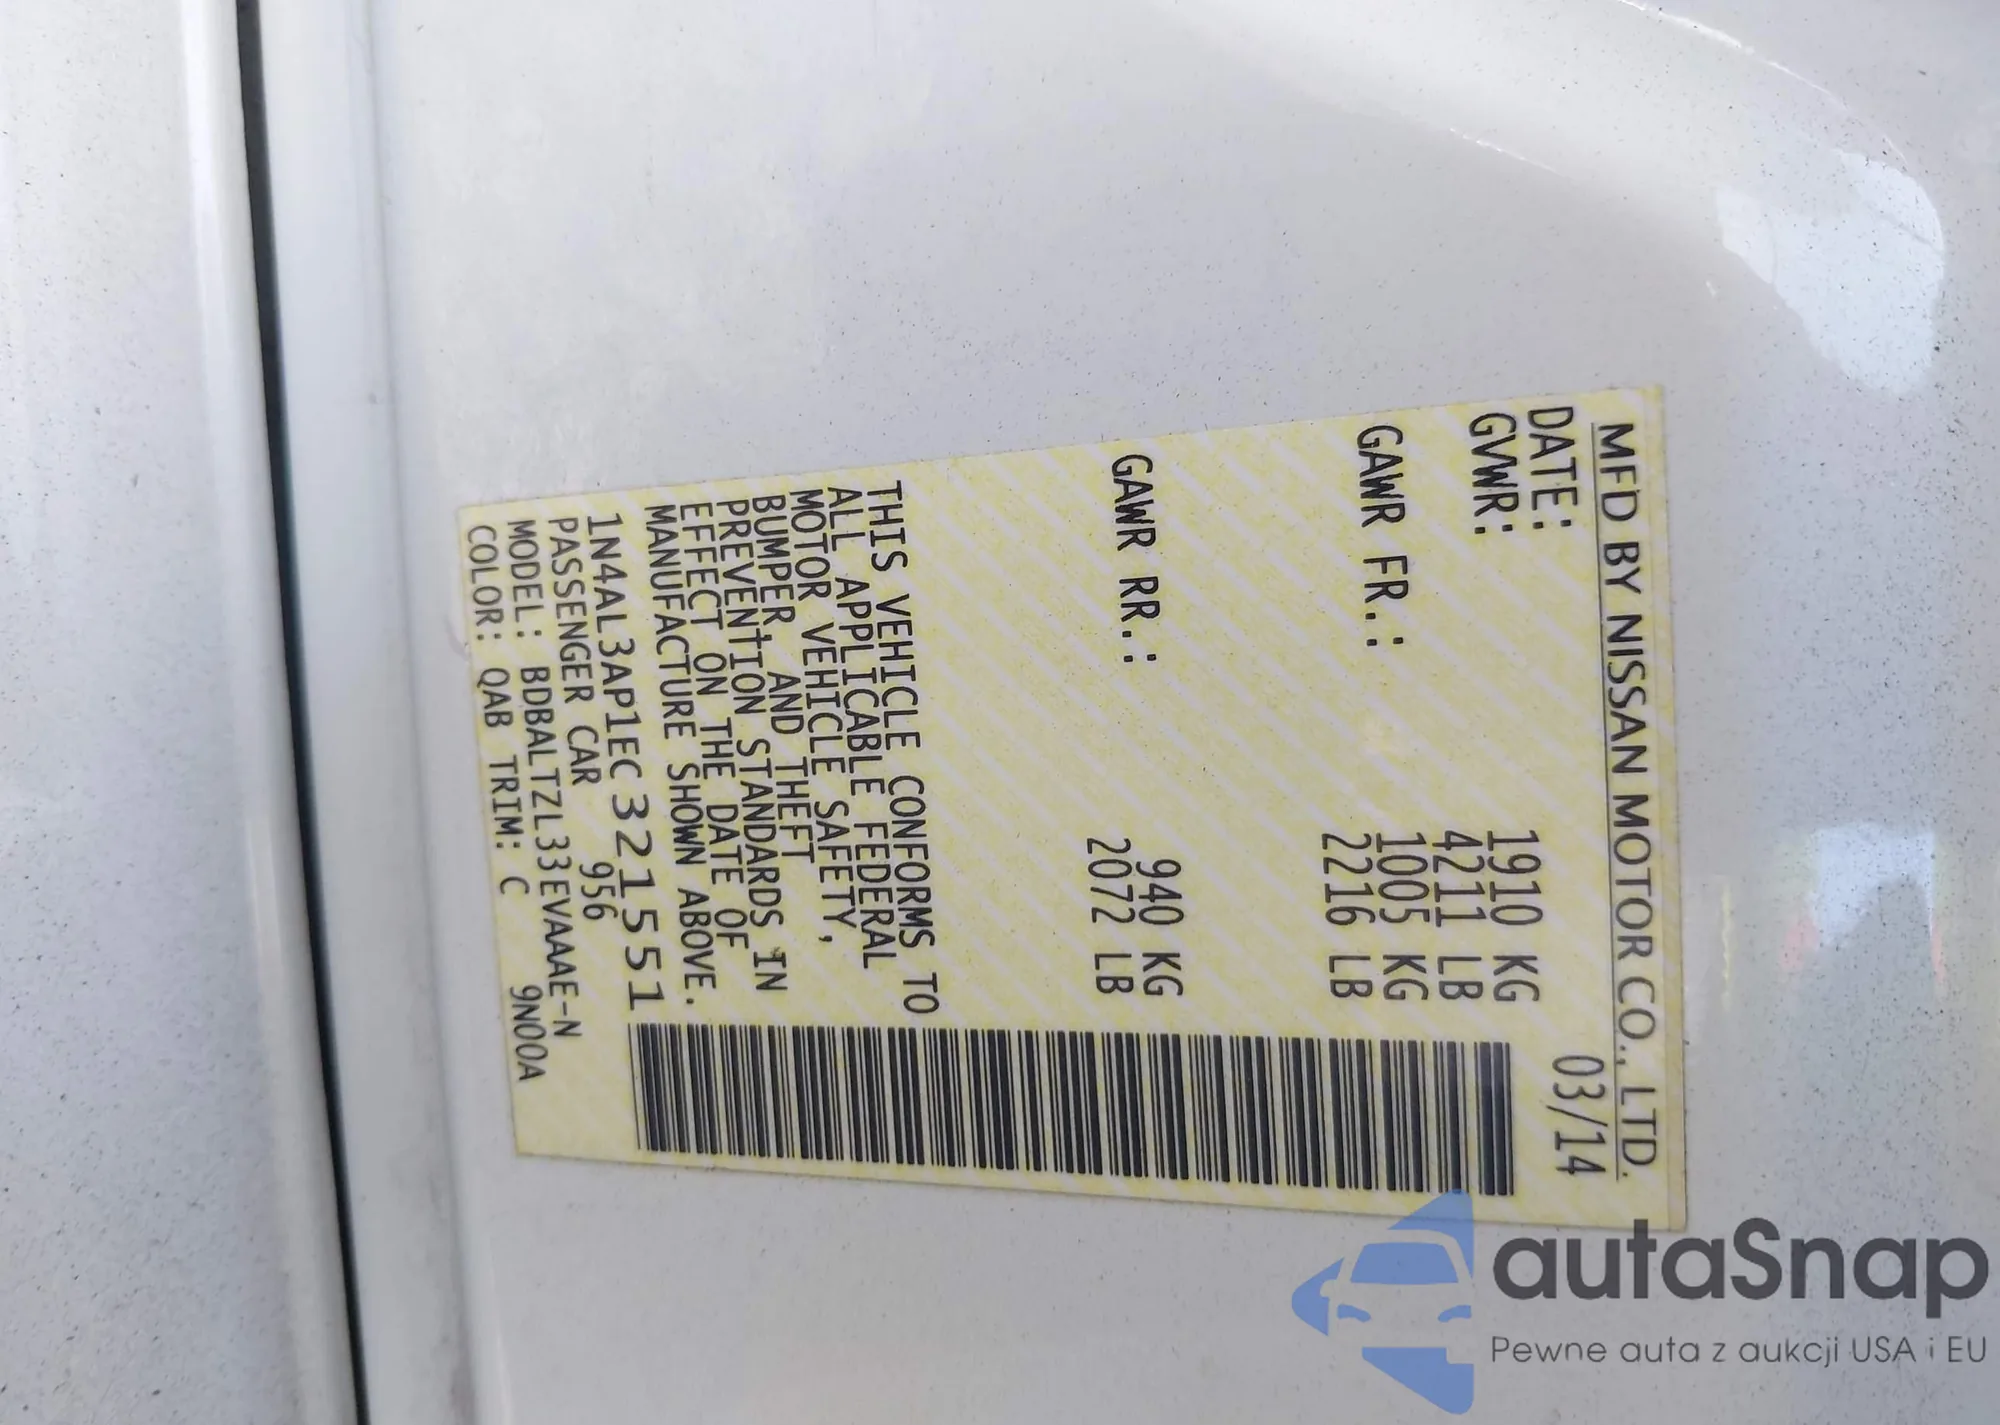 MFD BY NISSAN MOTOR CO., LTD.
DATE: 03/14
GVWR: 1910 KG
4211 LB
GAWR FR.: 1005 KG
2216 LB
GAWR RR.: 940 KG
2072 LB
THIS VEHICLE CONFORMS TO
ALL APPLICABLE FEDERAL
MOTOR VEHICLE SAFETY,
BUMPER, AND THEFT
PREVENTION STANDARDS IN
EFFECT ON THE DATE OF
MANUFACTURE SHOWN ABOVE.
1N4AL3AP1EC321551
PASSENGER CAR 956
MODEL: BDBALTZL33EVAAAE-N
COLOR: QAB TRIM: C 9N00A
autaSnap
Pewne auta z aukcji USA i EU